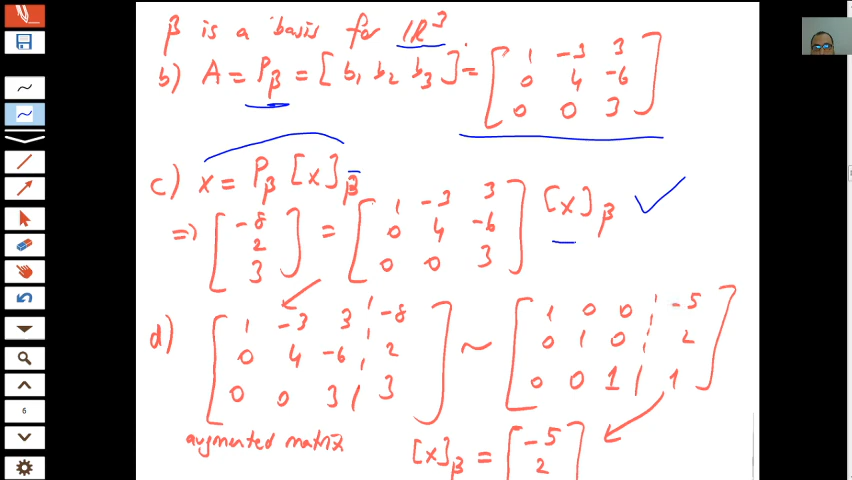 β is a basis for ℝ³.
b) A = P_β = [ b₁ b₂ b₃ ] = [ 1 -3 3
0 4 -6
0 0 3 ]
c) x = P_β [x]_β
=> [ -8 2 3 ] = [ 1 -3 3
0 4 -6
0 0 3 ] [x]_β ✓
d) [ 1 -3 3 ¦ -8
0 4 -6 ¦ 2
0 0 3 | 3 ] ~ [ 1 0 0 ¦ -5
0 1 0 ¦ 2
0 0 1 | 1 ]
augmented matrix
[x]_β = [ -5
2
6